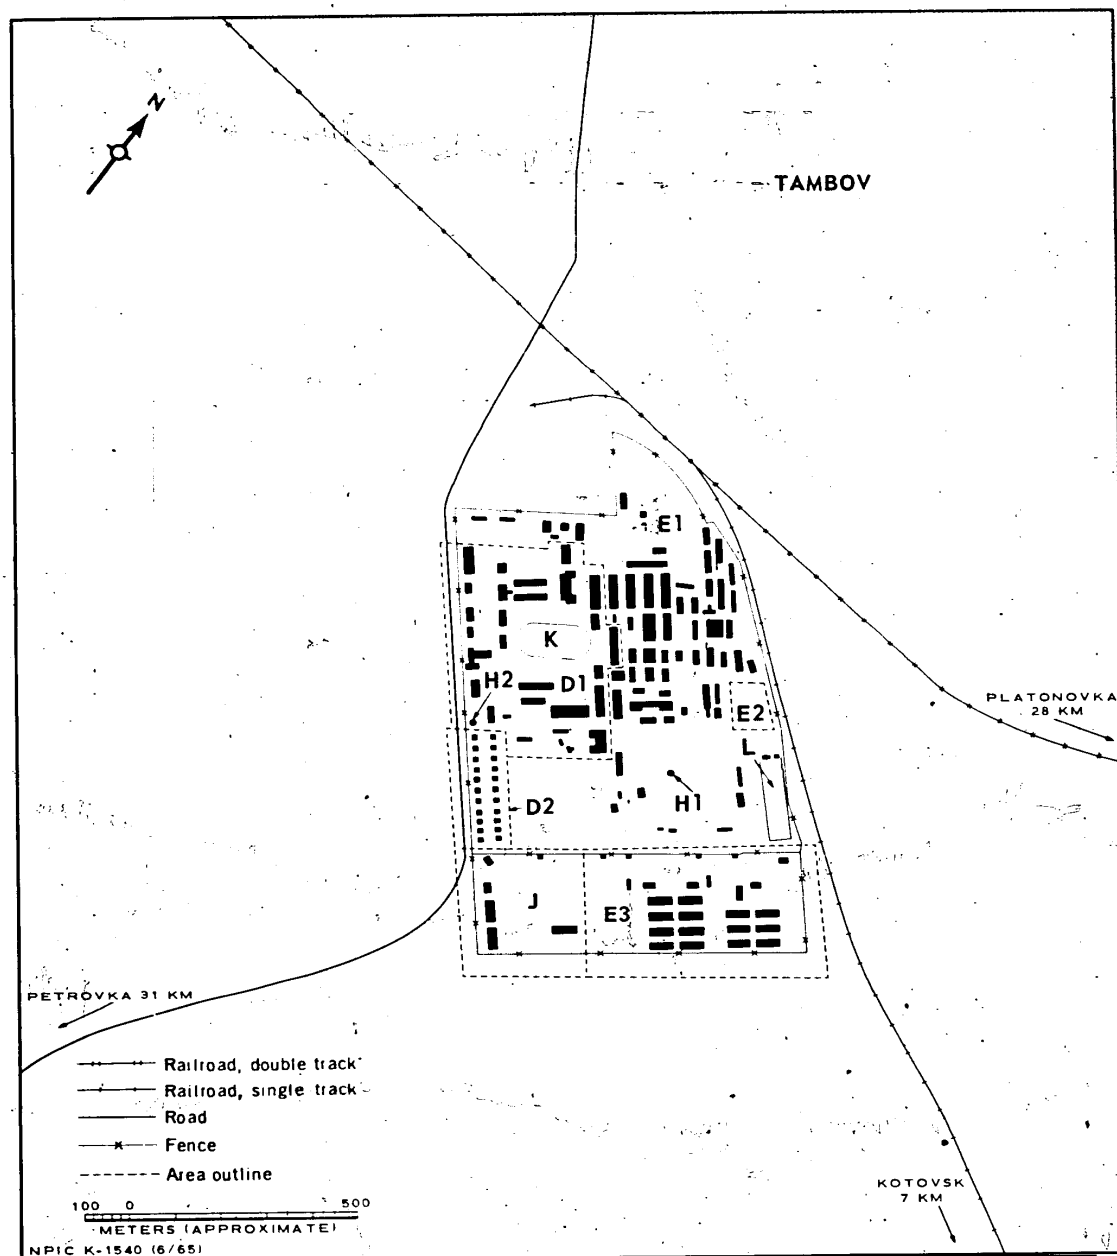 N
TAMBOV
E1
K
H2
D1
E2
PLATONOVKA
28 KM
L
D2
H1
J
E3
PETROVKA 31 KM
Railroad, double track
Railroad, single track
Road
Fence
Area outline
KOTOVSK
7 KM
100 0 500
METERS (APPROXIMATE)
NPIC K-1540 (6/65)